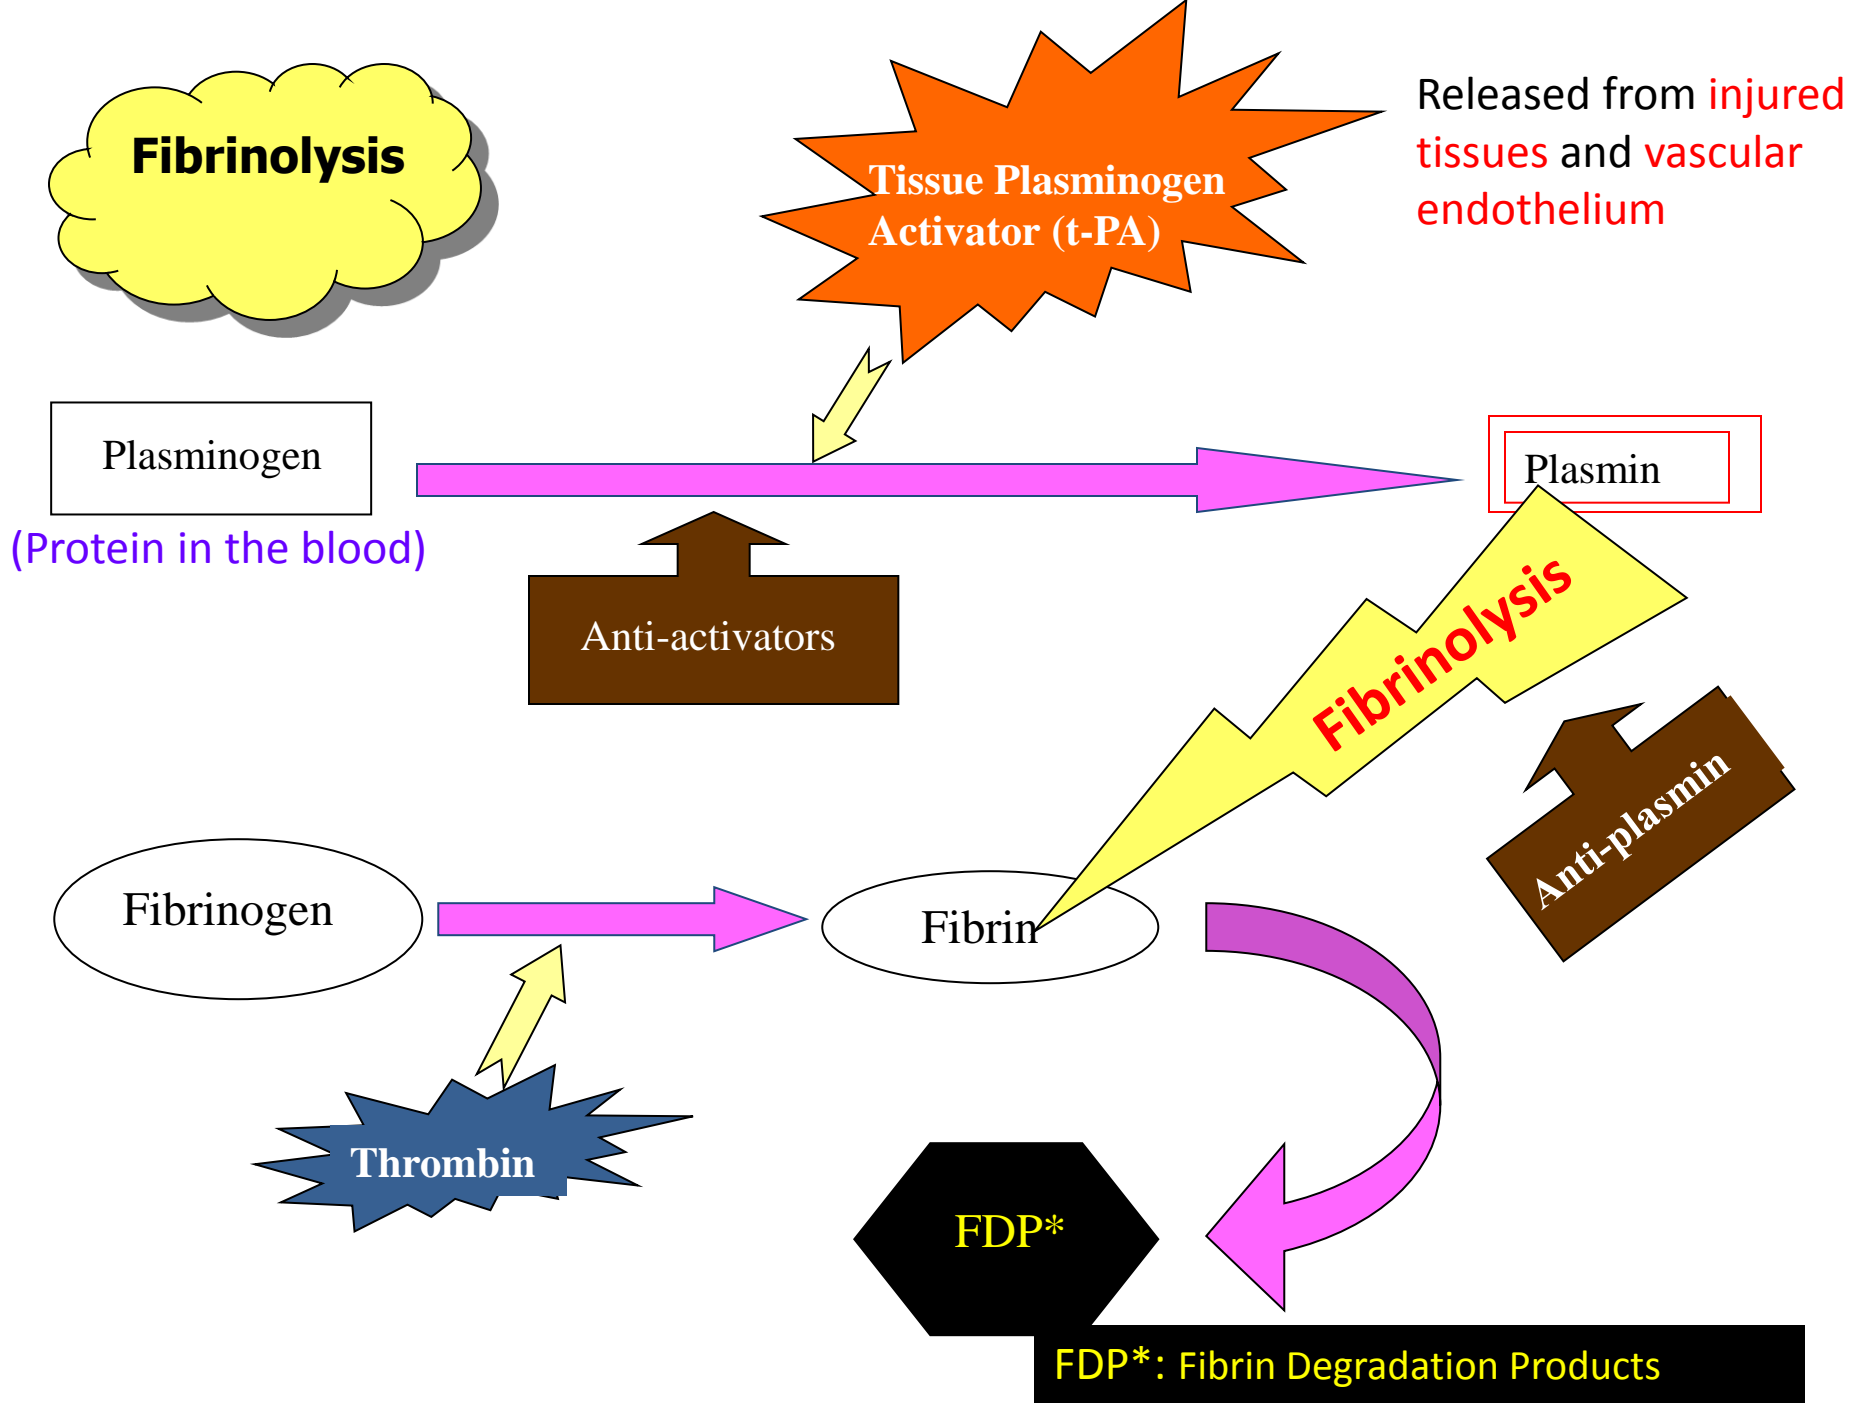 Fibrinolysis
Tissue Plasminogen
Activator (t-PA)
Released from injured
tissues and vascular
endothelium
Plasminogen
(Protein in the blood)
Plasmin
Anti-activators
Fibrinolysis
Anti-plasmin
Fibrinogen
Fibrin
Thrombin
FDP*
FDP*: Fibrin Degradation Products